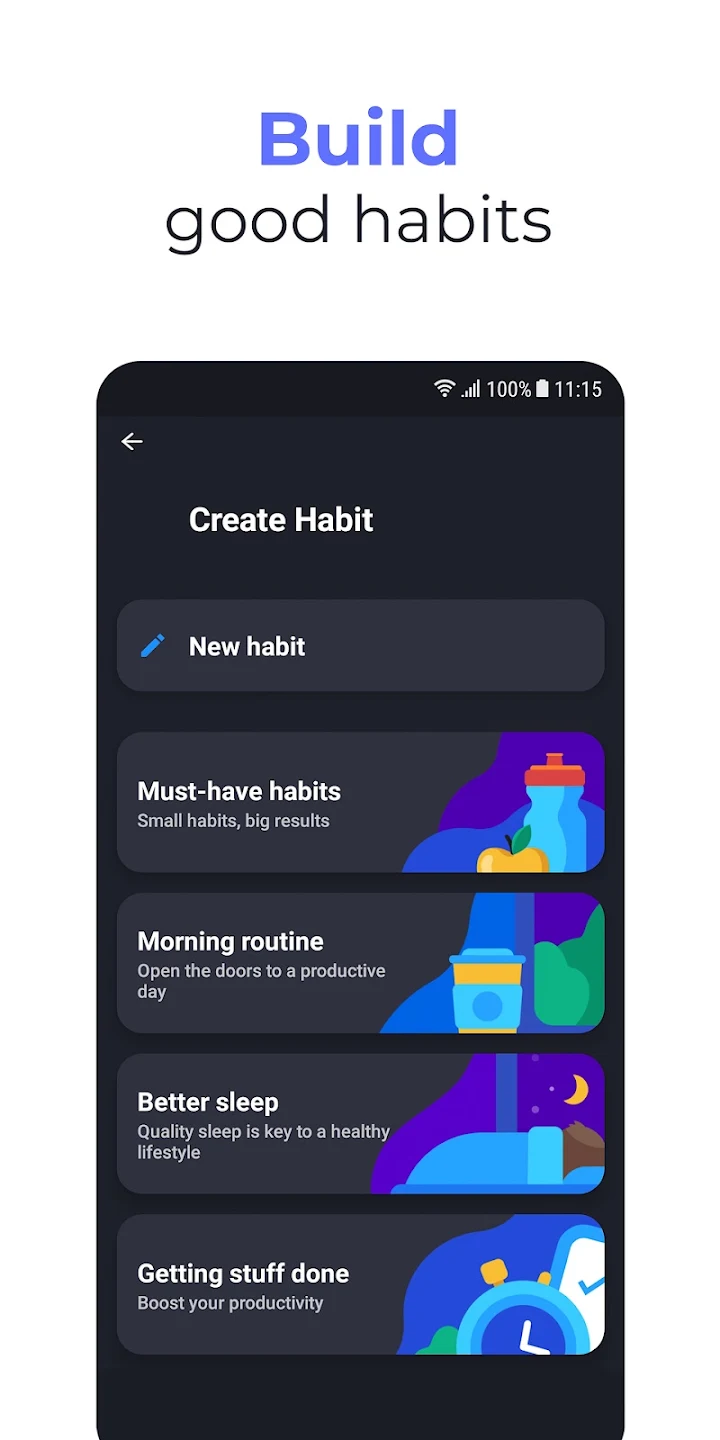 Build
good habits
100% 11:15
Create Habit
New habit
Must-have habits
Small habits, big results
Morning routine
Open the doors to a productive
day
Better sleep
Quality sleep is key to a healthy
lifestyle
Getting stuff done
Boost your productivity